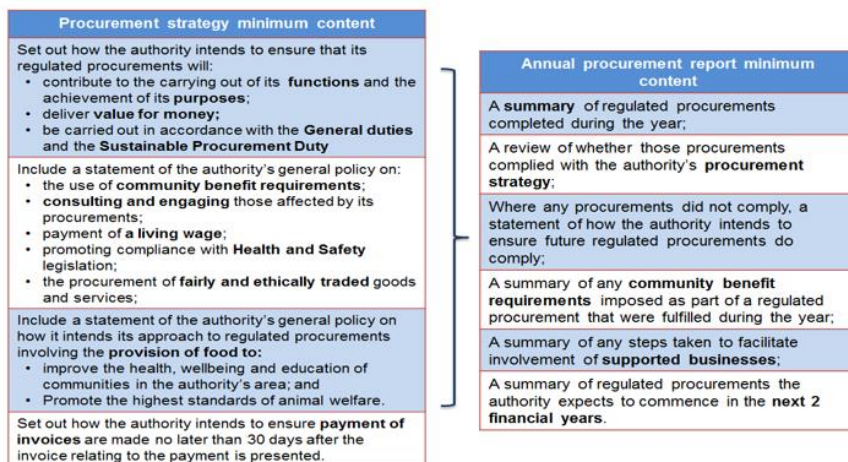 Procurement strategy minimum content
Set out how the authority intends to ensure that its
regulated procurements will:
• contribute to the carrying out of its functions and the
achievement of its purposes;
• deliver value for money;
• be carried out in accordance with the General duties
and the Sustainable Procurement Duty
Include a statement of the authority's general policy on:
• the use of community benefit requirements;
• consulting and engaging those affected by its
procurements;
• payment of a living wage;
• promoting compliance with Health and Safety
legislation;
• the procurement of fairly and ethically traded goods
and services;
Include a statement of the authority's general policy on
how it intends its approach to regulated procurements
involving the provision of food to:
• improve the health, wellbeing and education of
communities in the authority's area; and
• Promote the highest standards of animal welfare.
Set out how the authority intends to ensure payment of
invoices are made no later than 30 days after the
invoice relating to the payment is presented.
Annual procurement report minimum
content
A summary of regulated procurements
completed during the year;
A review of whether those procurements
complied with the authority's procurement
strategy;
Where any procurements did not comply, a
statement of how the authority intends to
ensure future regulated procurements do
comply;
A summary of any community benefit
requirements imposed as part of a regulated
procurement that were fulfilled during the year;
A summary of any steps taken to facilitate
involvement of supported businesses;
A summary of regulated procurements the
authority expects to commence in the next 2
financial years.